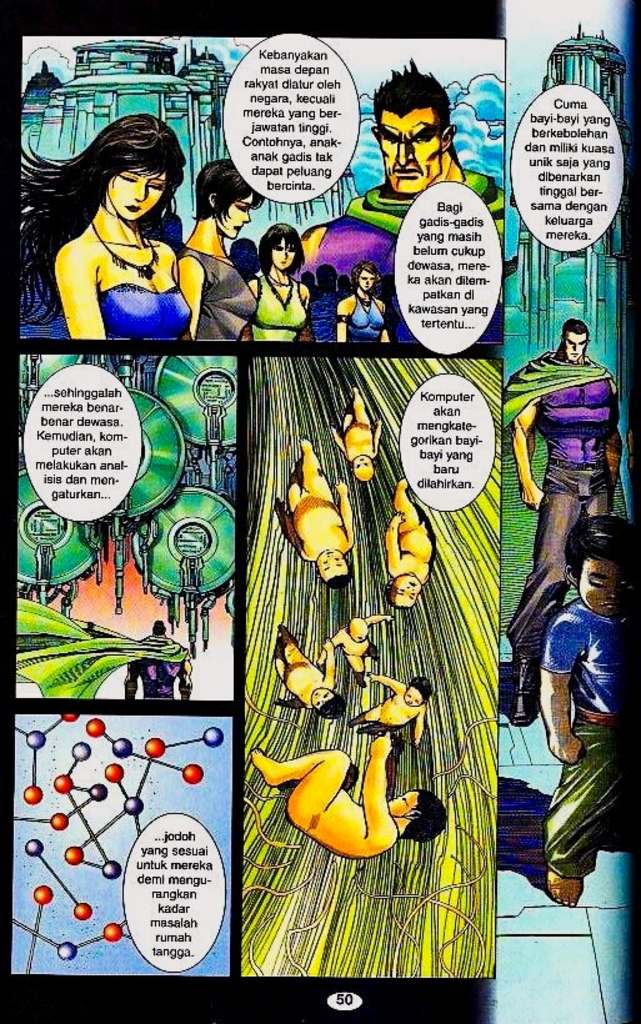 Kebanyakan
masa depan
rakyat diatur oleh
negara, kecuali
mereka yang ber-
jawatan tinggi.
Contohnya, anak-
anak gadis tak
dapat peluang
bercinta.
Bagi
gadis-gadis
yang masih
belum cukup
dewasa, mere-
ka akan ditem-
patkan di
kawasan yang
tertentu...
Cuma
bayi-bayi yang
berkebolehan
dan miliki kuasa
unik saja yang
dibenarkan
tinggal ber-
sama dengan
keluarga
mereka.
...sehinggalah
mereka benar-
benar dewasa.
Kemudian, kom-
puter akan
melakukan anal-
isis dan men-
gaturkan...
...jodoh
yang sesuai
untuk mereka
demi mengu-
rangkan
kadar
masalah
rumah
tangga.
Komputer
akan
mengkate-
gorikan bayi-
bayi yang
baru
dilahirkan.
50